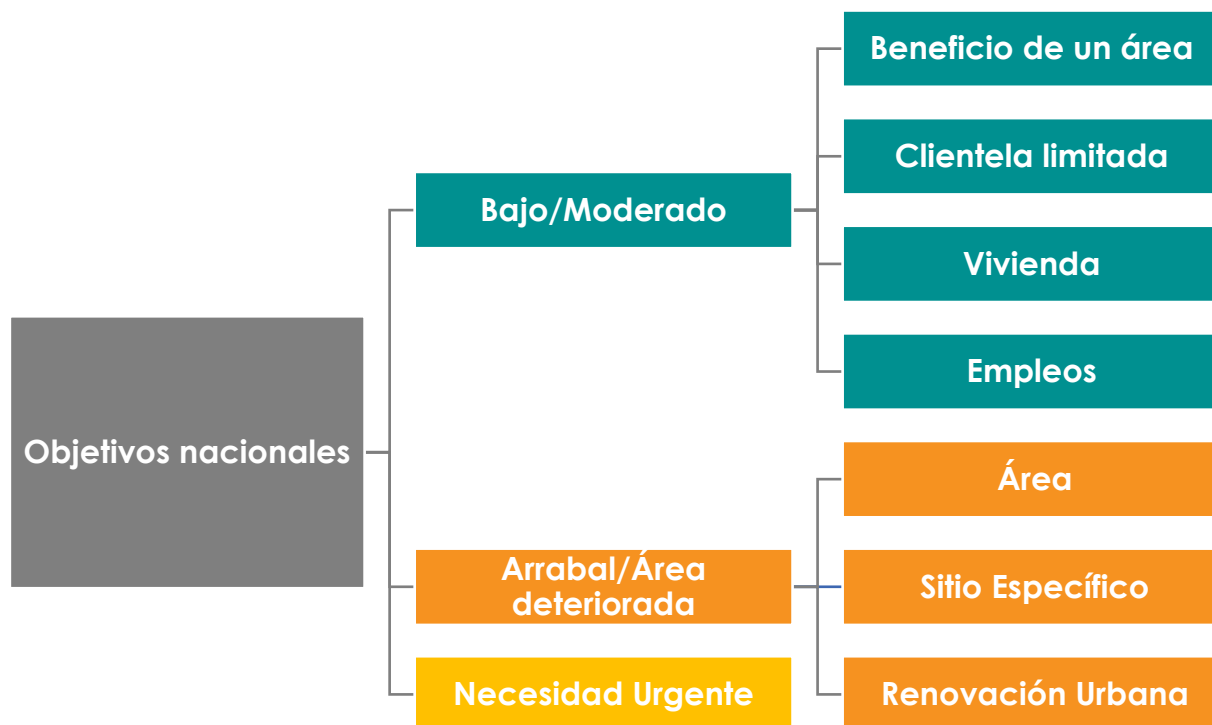 Objetivos nacionales
Bajo/Moderado
Beneficio de un área
Clientela limitada
Vivienda
Empleos
Arrabal/Área
deteriorada
Área
Sitio Específico
Renovación Urbana
Necesidad Urgente